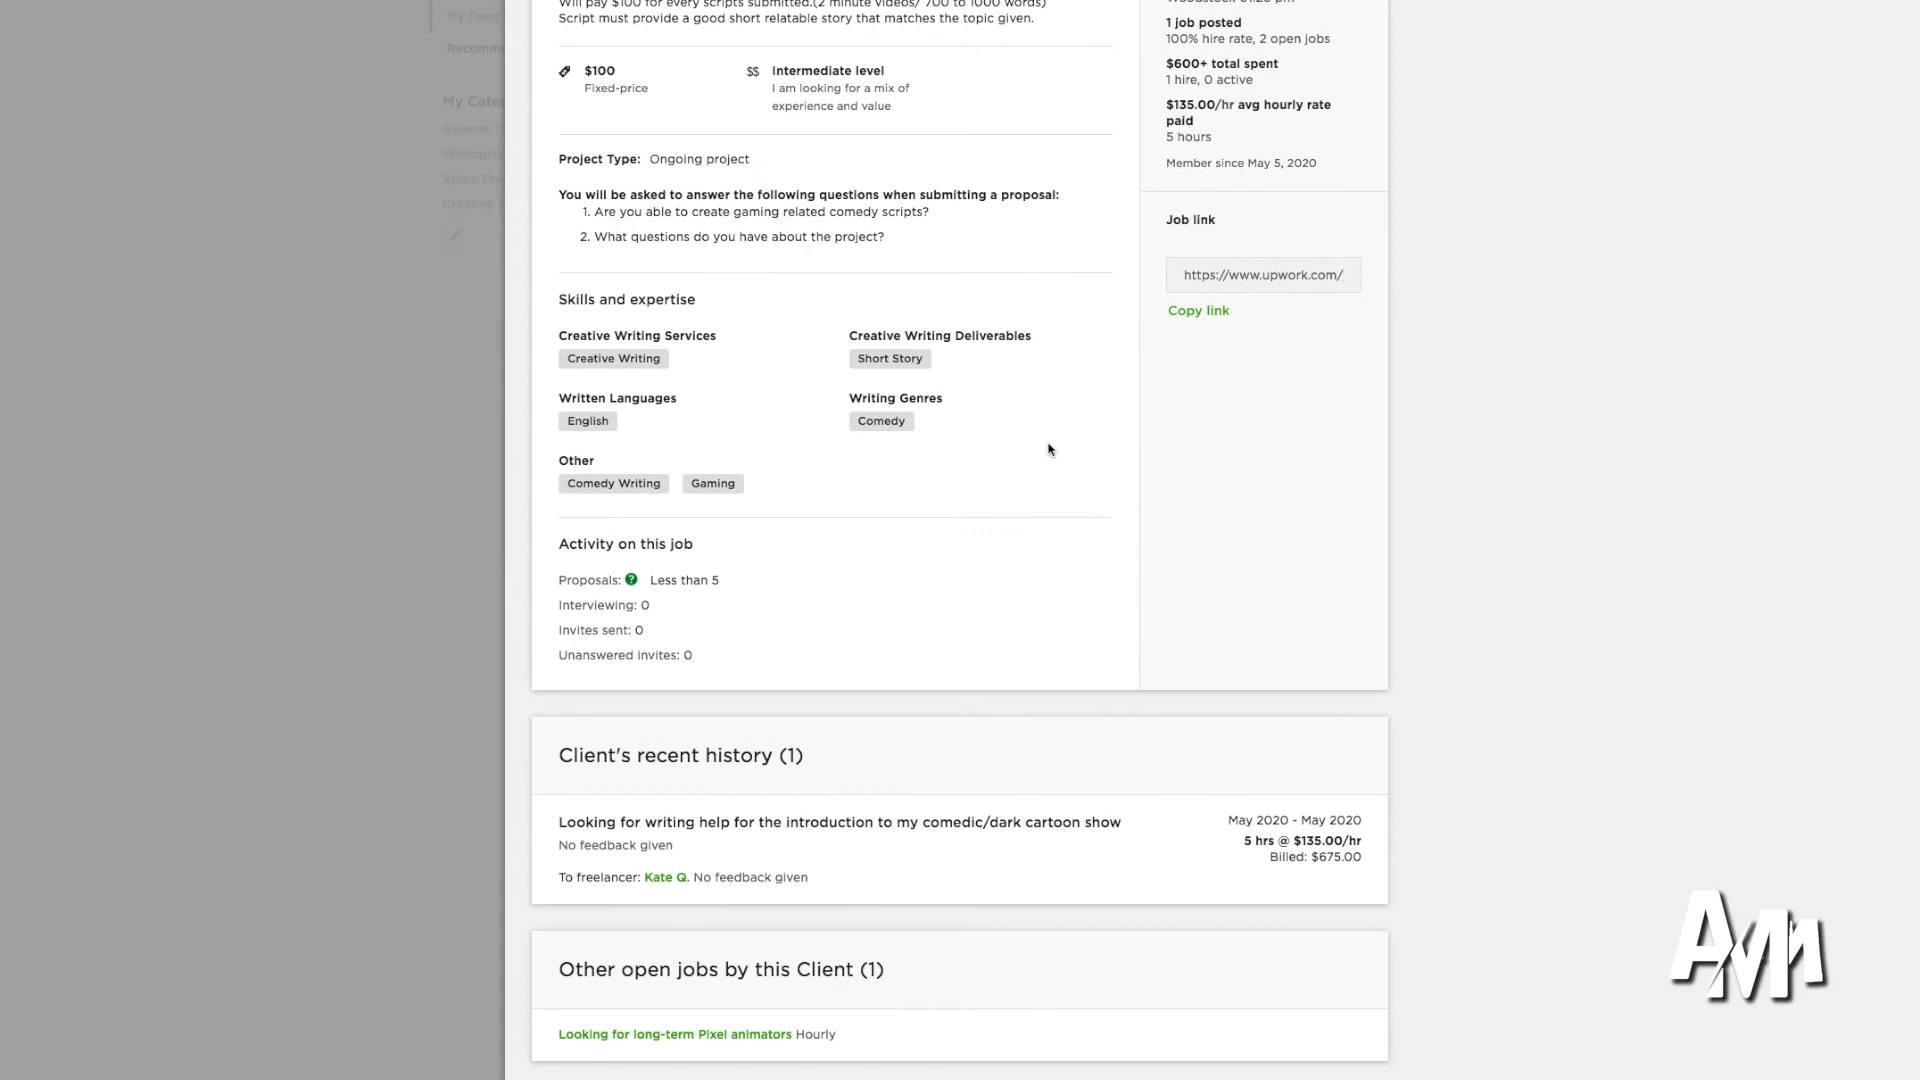 My Feed
Recomm
My Cate
General T
Photogra
Video Pro
Creative
Will pay $100 for every scripts submitted.(2 minute videos/ 700 to 1000 words)
Script must provide a good short relatable story that matches the topic given.
$100
Fixed-price
$$ Intermediate level
I am looking for a mix of
experience and value
Project Type: Ongoing project
You will be asked to answer the following questions when submitting a proposal:
1. Are you able to create gaming related comedy scripts?
2. What questions do you have about the project?
Skills and expertise
Creative Writing Services
Creative Writing
Creative Writing Deliverables
Short Story
Written Languages
English
Writing Genres
Comedy
Other
Comedy Writing Gaming
Activity on this job
Proposals: ? Less than 5
Interviewing: 0
Invites sent: 0
Unanswered invites: 0
1 job posted
100% hire rate, 2 open jobs
$600+ total spent
1 hire, 0 active
$135.00/hr avg hourly rate
paid
5 hours
Member since May 5, 2020
Job link
https://www.upwork.com/
Copy link
Client's recent history (1)
Looking for writing help for the introduction to my comedic/dark cartoon show
No feedback given
To freelancer: Kate Q. No feedback given
May 2020 - May 2020
5 hrs @ $135.00/hr
Billed: $675.00
Other open jobs by this Client (1)
Looking for long-term Pixel animators Hourly
AVM